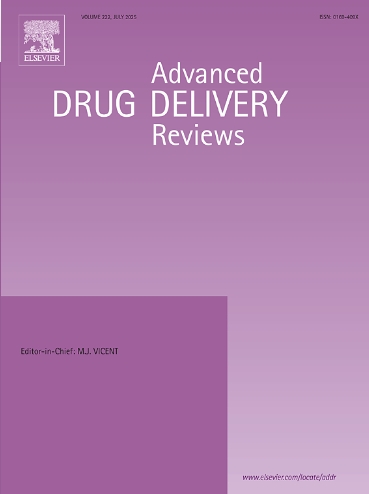 VOLUME 222, JULY 2025
ISSN: 0169-409X
ELSEVIER
Advanced
DRUG DELIVERY
Reviews
Editor-in-Chief: M.J. VICENT
www.elsevier.com/locate/addr